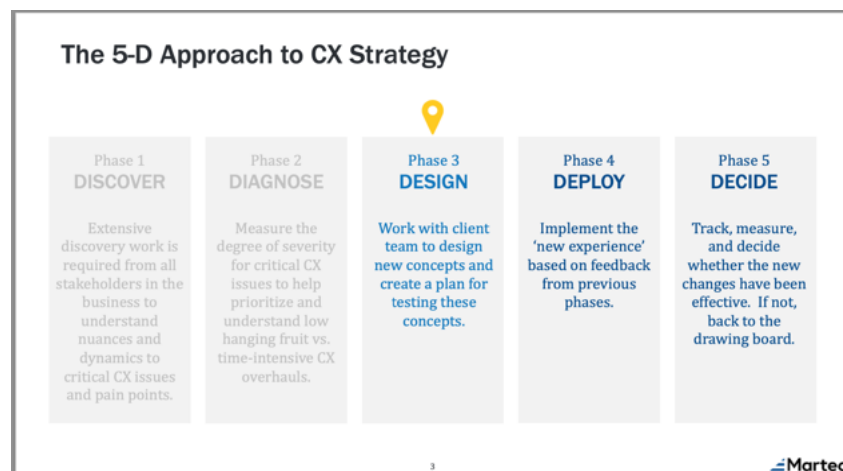 The 5-D Approach to CX Strategy
Phase 1
DISCOVER
Extensive
discovery work is
required from all
stakeholders in the
business to
understand
nuances and
dynamics to
critical CX issues
and pain points.
Phase 2
DIAGNOSE
Measure the
degree of severity
for critical CX
issues to help
prioritize and
understand low
hanging fruit vs.
time-intensive CX
overhauls.
Phase 3
DESIGN
Work with client
team to design
new concepts and
create a plan for
testing these
concepts.
Phase 4
DEPLOY
Implement the
‘new experience’
based on feedback
from previous
phases.
Phase 5
DECIDE
Track, measure,
and decide
whether the new
changes have been
effective.  If not,
back to the
drawing board.
3
Martec